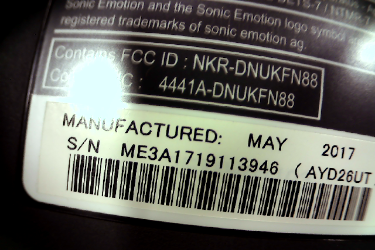 Sonic Emotion and the Sonic Emotion logo symbol
registered trademarks of sonic emotion ag.
Contains FCC ID : NKR-DNUKFN88
IC : 4441A-DNUKFN88
MANUFACTURED: MAY 2017
S/N ME3A1719113946 (AYD26UT